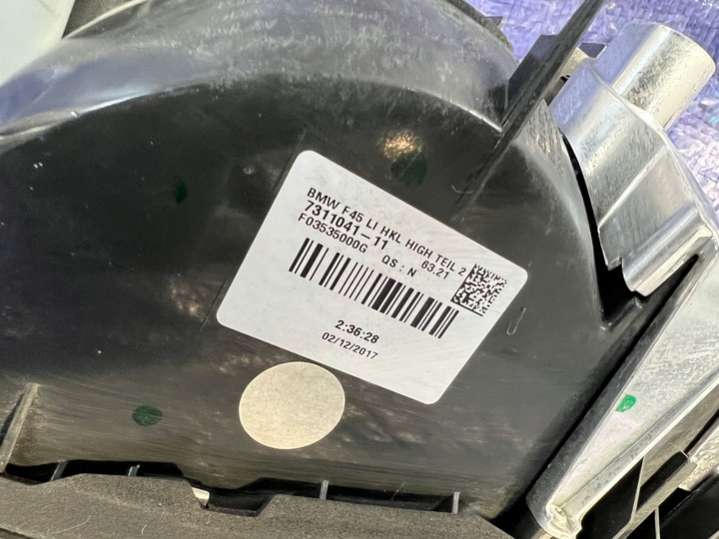 BMW F45 LI HKL HIGH TEIL 2
7311041-11 63.21
F03535000G QS : N
2:36:28
02/12/2017